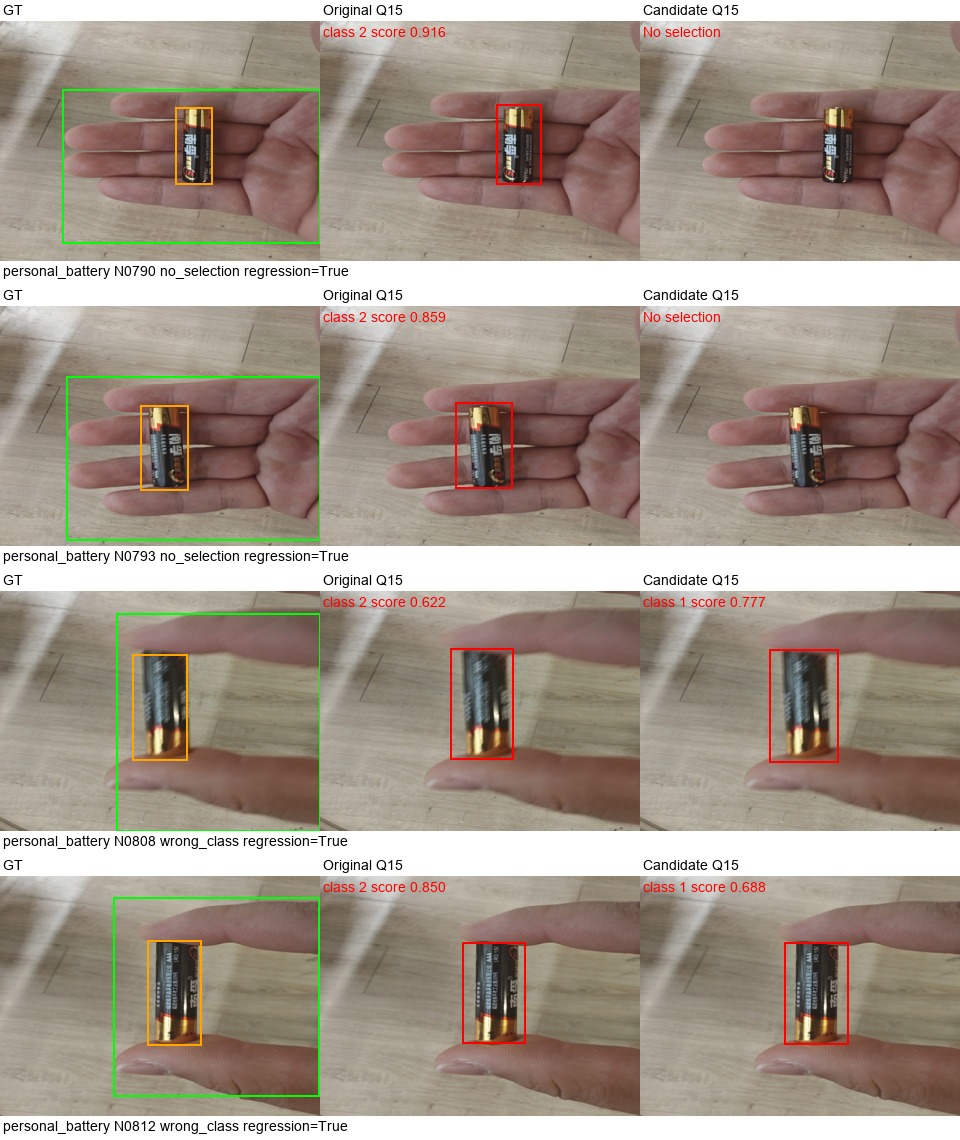 GT
Original Q15
Candidate Q15
class 2 score 0.916
No selection
personal_battery N0790 no_selection regression=True
GT
Original Q15
Candidate Q15
class 2 score 0.859
No selection
personal_battery N0793 no_selection regression=True
GT
Original Q15
Candidate Q15
class 2 score 0.622
class 1 score 0.777
personal_battery N0808 wrong_class regression=True
GT
Original Q15
Candidate Q15
class 2 score 0.850
class 1 score 0.688
AAA
AAA
AAA
personal_battery N0812 wrong_class regression=True